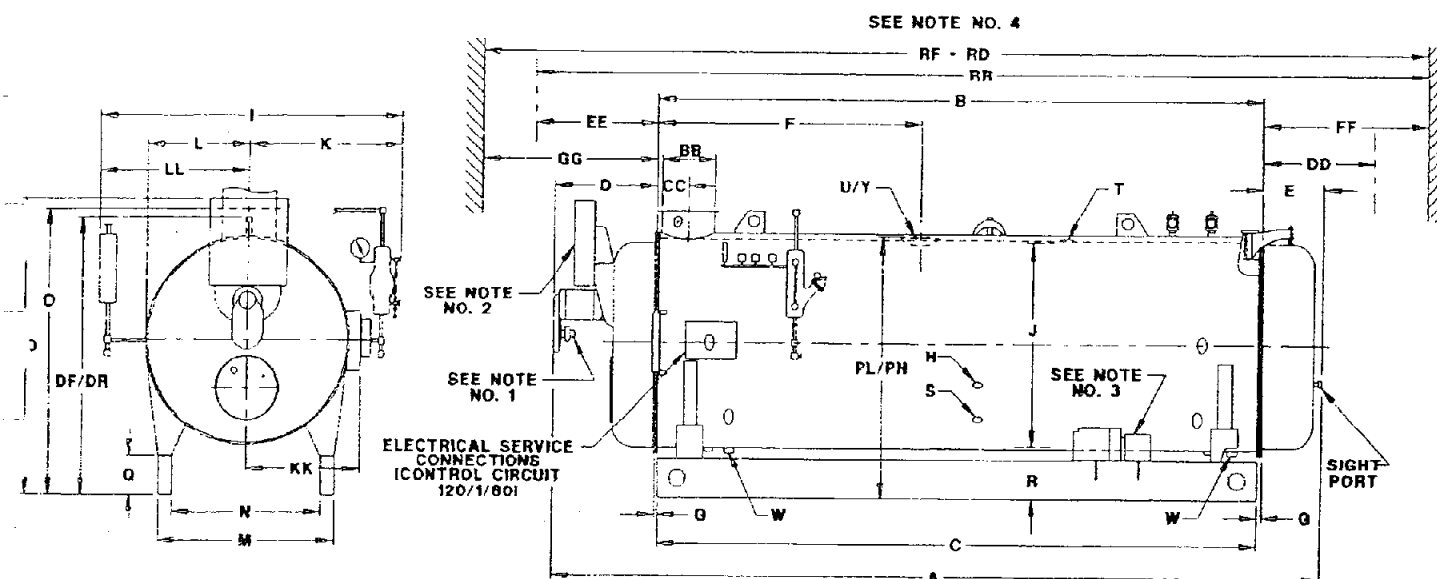 SEE NOTE NO. 4
RF - RD
RR
B
I
EE
F
FF
L
K
GG
BB
DD
LL
D
CC
U/Y
T
E
SEE NOTE
NO. 2
O
J
DF/DR
H
PL/PH
SEE NOTE
NO. 1
S
SEE NOTE
NO. 3
ELECTRICAL SERVICE
CONNECTIONS
(CONTROL CIRCUIT
120/1/60)
KK
Q
SIGHT
PORT
R
N
G
W
W
G
M
C
A